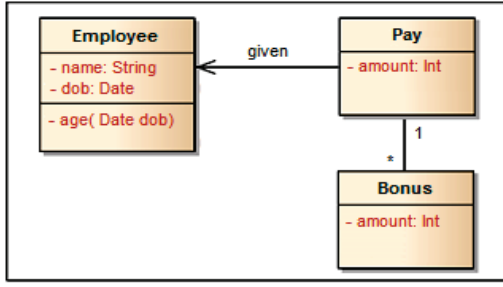 Employee
- name: String
- dob: Date
- age( Date dob)
given
Pay
- amount: Int
1
*
Bonus
- amount: Int